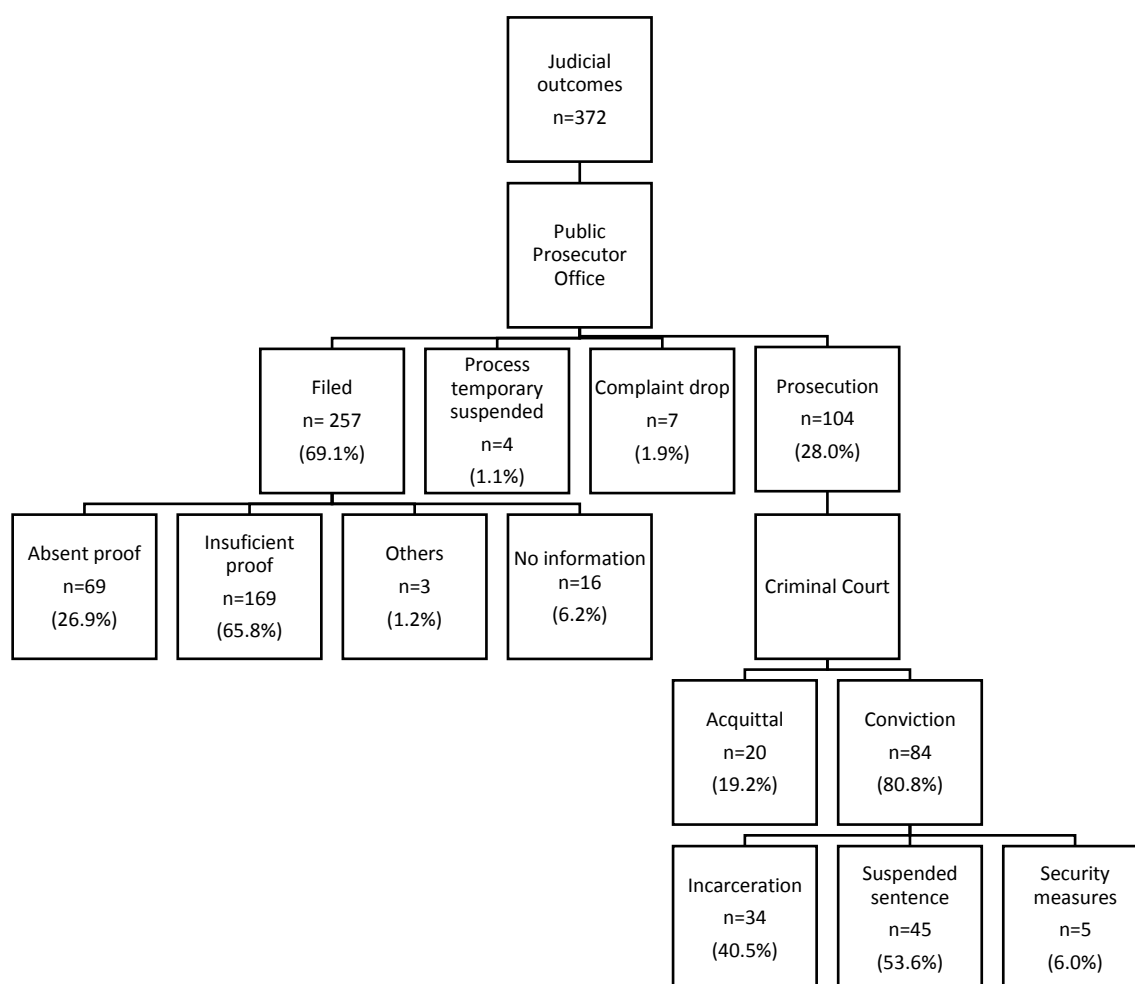 Judicial
outcomes
n=372
Public
Prosecutor
Office
Filed
n= 257
(69.1%)
Process
temporary
suspended
n=4
(1.1%)
Complaint drop
n=7
(1.9%)
Prosecution
n=104
(28.0%)
Absent proof
n=69
(26.9%)
Insuficient
proof
n=169
(65.8%)
Others
n=3
(1.2%)
No information
n=16
(6.2%)
Criminal Court
Acquittal
n=20
(19.2%)
Conviction
n=84
(80.8%)
Incarceration
n=34
(40.5%)
Suspended
sentence
n=45
(53.6%)
Security
measures
n=5
(6.0%)